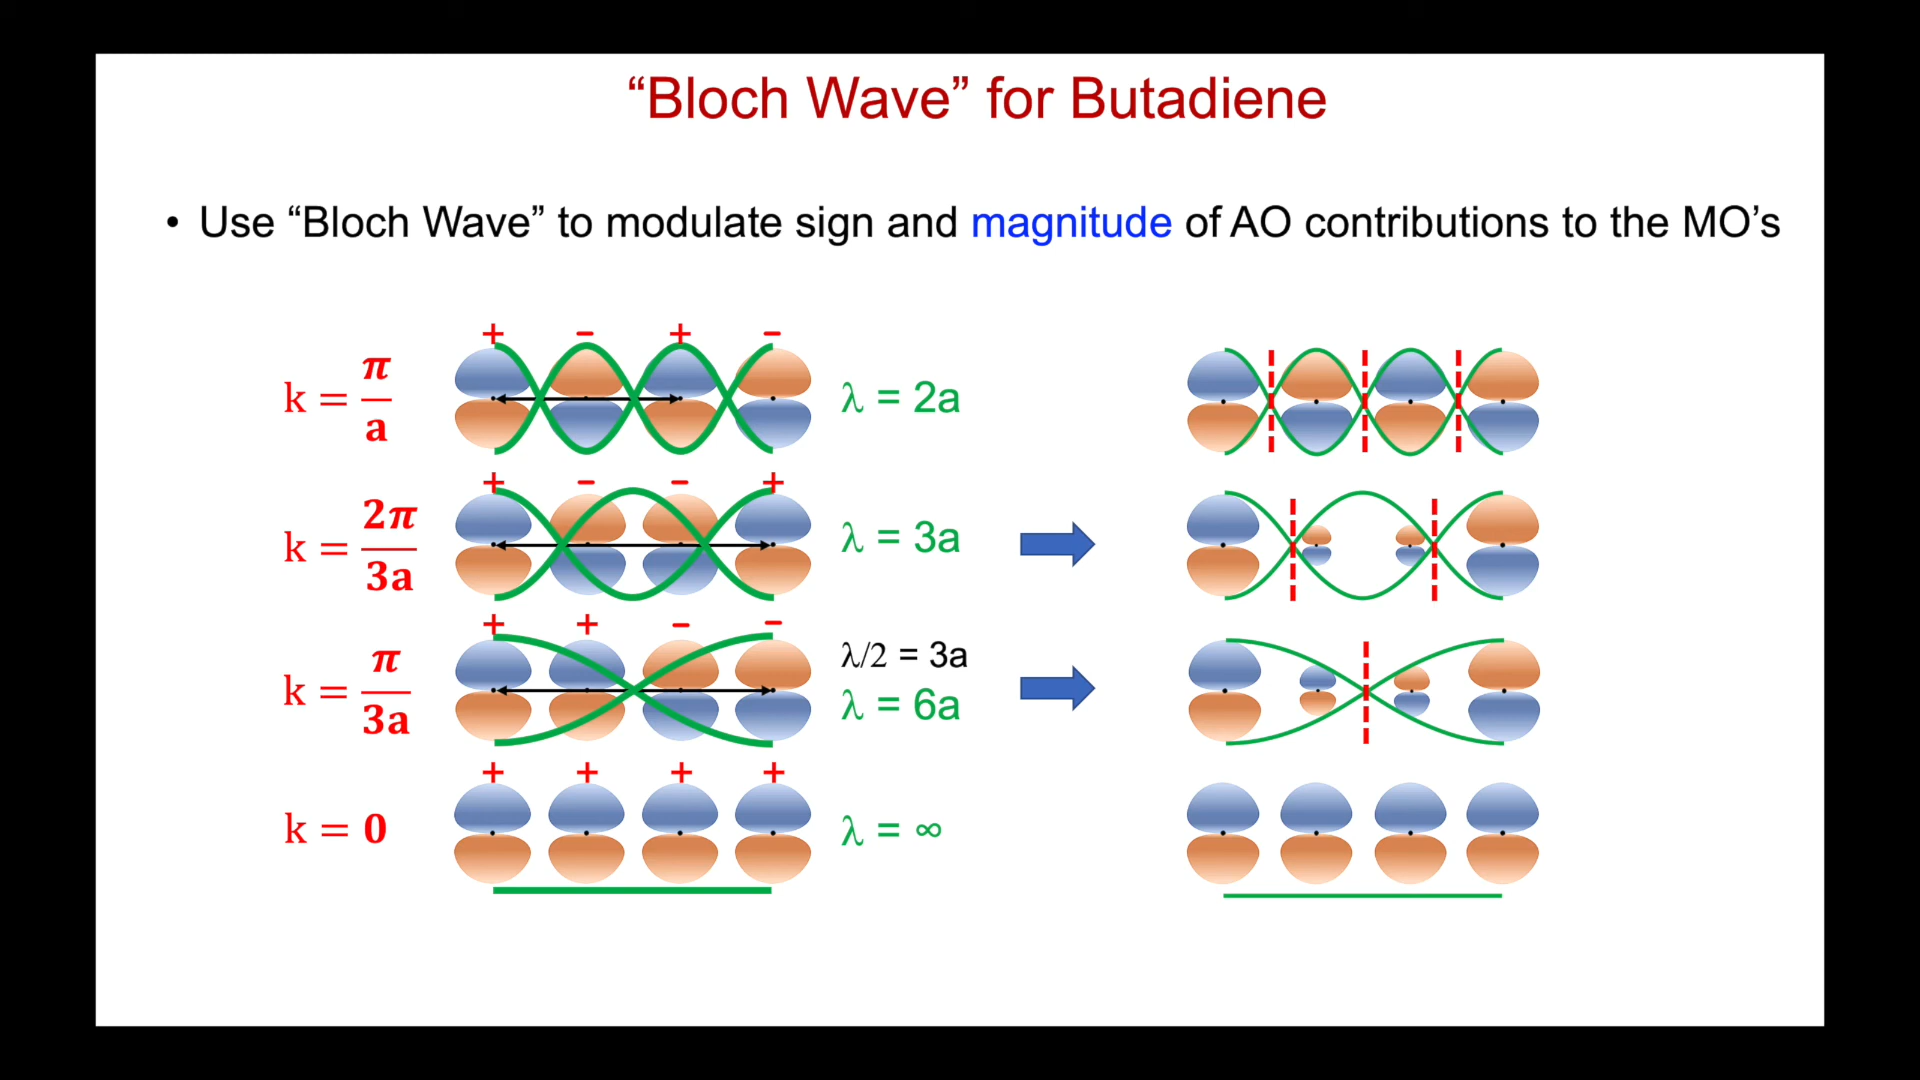 “Bloch Wave” for Butadiene
• Use “Bloch Wave” to modulate sign and magnitude of AO contributions to the MO’s
+ − + −
k = π/a
λ = 2a
+ − − +
k = 2π/3a
λ = 3a
+ + − −
k = π/3a
λ/2 = 3a
λ = 6a
+ + + +
k = 0
λ = ∞